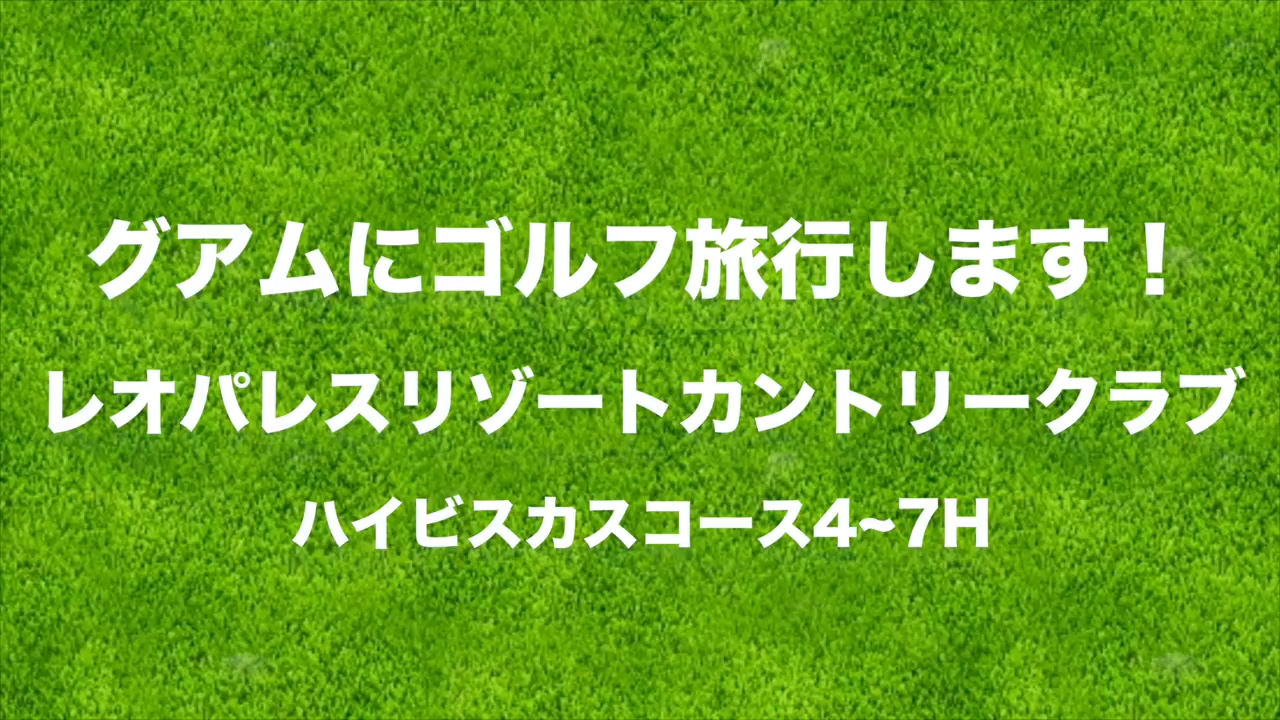 グアムにゴルフ旅行します！
レオパレスリゾートカントリークラブ
ハイビスカスコース4~7H